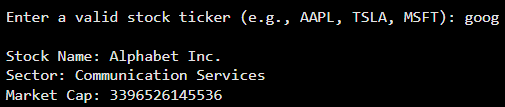 Enter a valid stock ticker (e.g., AAPL, TSLA, MSFT): goog
Stock Name: Alphabet Inc.
Sector: Communication Services
Market Cap: 3396526145536